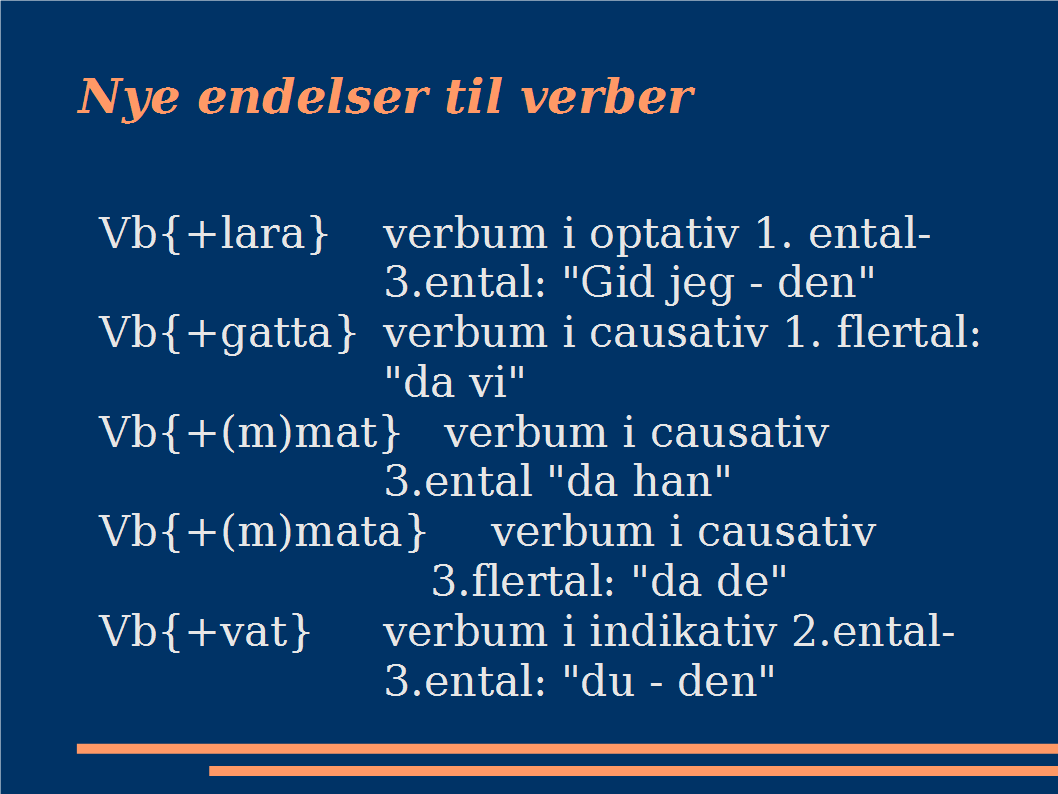 Nye endelser til verber
Vb{+lara} verbum i optativ 1. ental-
3.ental: "Gid jeg - den"
Vb{+gatta} verbum i causativ 1. flertal:
"da vi"
Vb{+(m)mat} verbum i causativ
3.ental "da han"
Vb{+(m)mata} verbum i causativ
3.flertal: "da de"
Vb{+vat} verbum i indikativ 2.ental-
3.ental: "du - den"